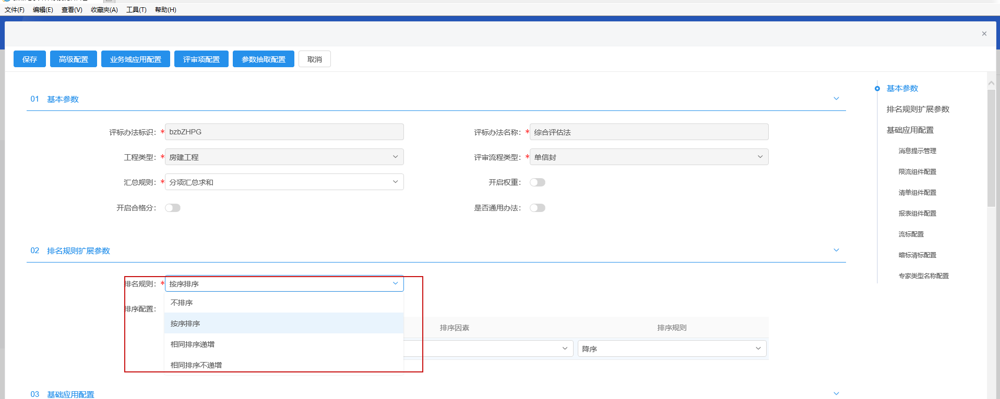 文件(F) 编辑(E) 查看(V) 收藏夹(A) 工具(T) 帮助(H)
×
保存 高级配置 业务域应用配置 评审项配置 参数抽取配置 取消
01 基本参数
评标办法标识: *bzbZHPG 评标办法名称: *综合评估法
工程类型: *房建工程 评审流程类型: *单信封
汇总规则: *分项汇总求和 开启权重:
开启合格分: 是否通用办法:
02 排名规则扩展参数
排名规则: *按序排序
不排序
排序配置:
按序排序
排序因素 排序规则
相同排序递增
降序
相同排序不递增
03 基础应用配置
基本参数
排名规则扩展参数
基础应用配置
消息提示管理
限流组件配置
清单组件配置
报表组件配置
流标配置
暗标清标配置
专家类型名称配置